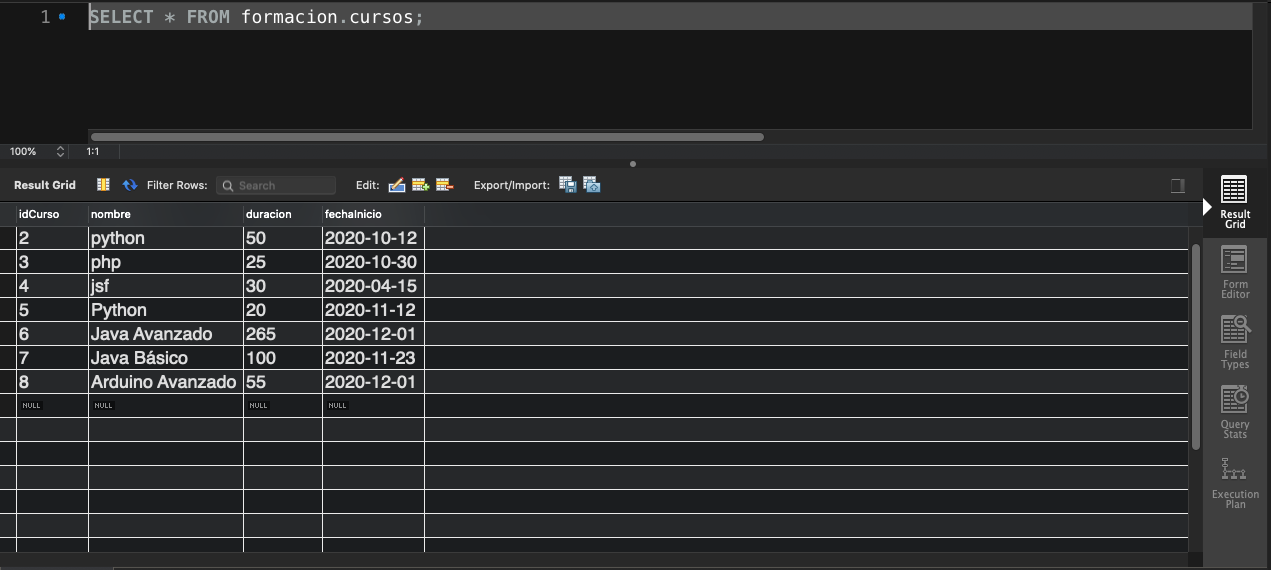 1 SELECT * FROM formacion.cursos;
100% 1:1
Result Grid Filter Rows: Search Edit: Export/Import:
idCurso nombre duracion fechaInicio
2 python 50 2020-10-12
3 php 25 2020-10-30
4 jsf 30 2020-04-15
5 Python 20 2020-11-12
6 Java Avanzado 265 2020-12-01
7 Java Básico 100 2020-11-23
8 Arduino Avanzado 55 2020-12-01
NULL NULL NULL NULL
Result
Grid
Form
Editor
Field
Types
Query
Stats
Execution
Plan